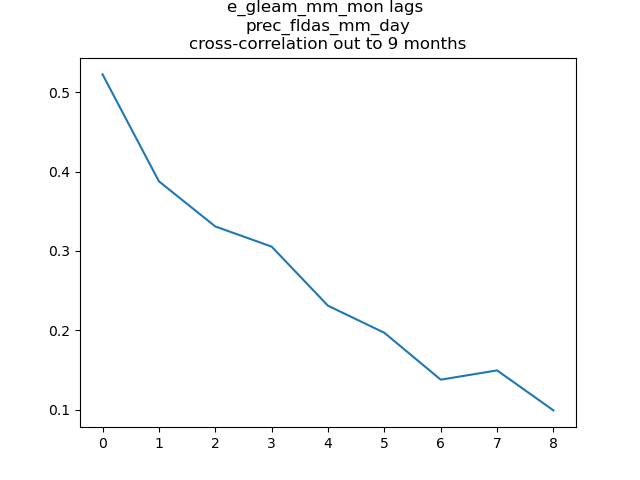 e_gleam_mm_mon lags
prec_fldas_mm_day
cross-correlation out to 9 months
0.5
0.4
0.3
0.2
0.1
0 1 2 3 4 5 6 7 8